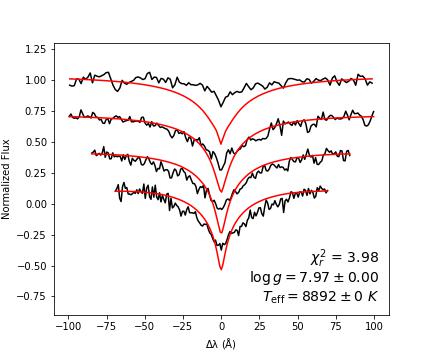 Normalized Flux
1.25
1.00
0.75
0.50
0.25
0.00
−0.25
−0.50
−0.75
χ²ᵣ = 3.98
log g = 7.97 ± 0.00
T_eff = 8892 ± 0 K
−100 −75 −50 −25 0 25 50 75 100
Δλ (Å)